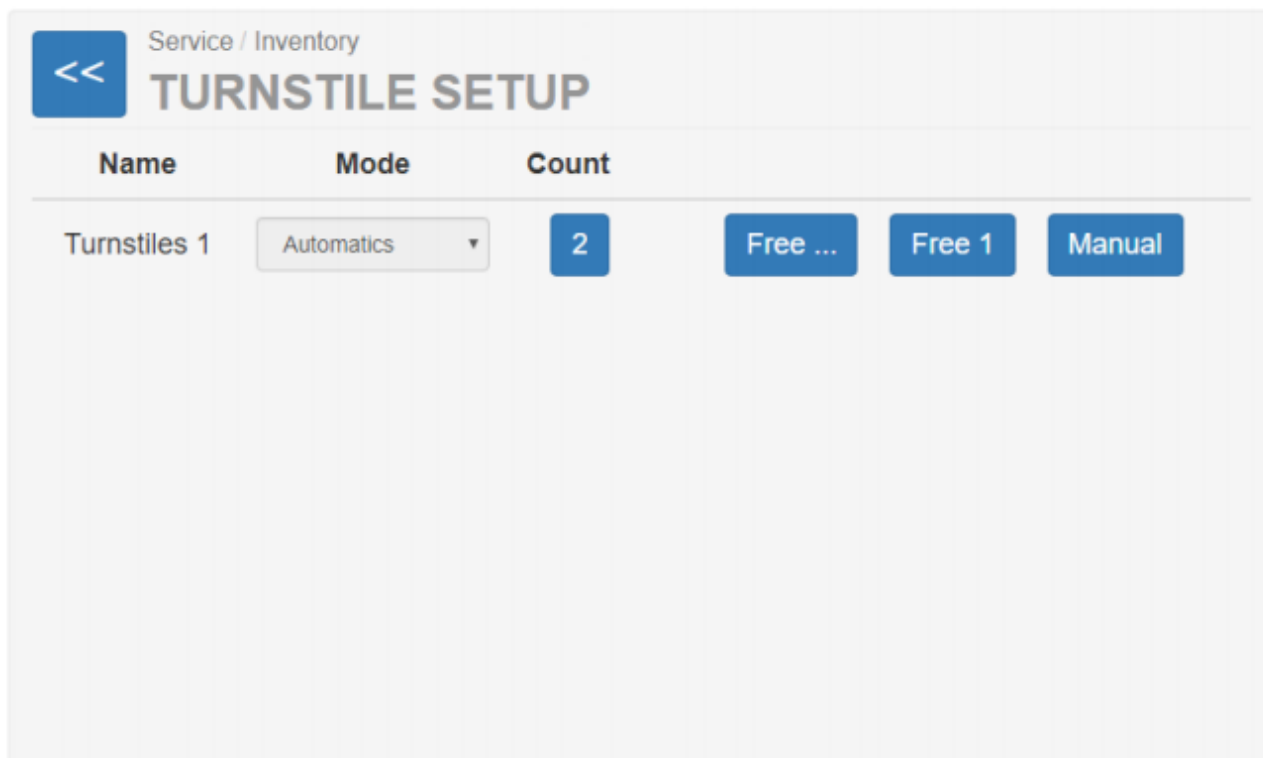 <<
Service / Inventory
TURNSTILE SETUP
Name Mode Count
Turnstiles 1 Automatics 2 Free ... Free 1 Manual